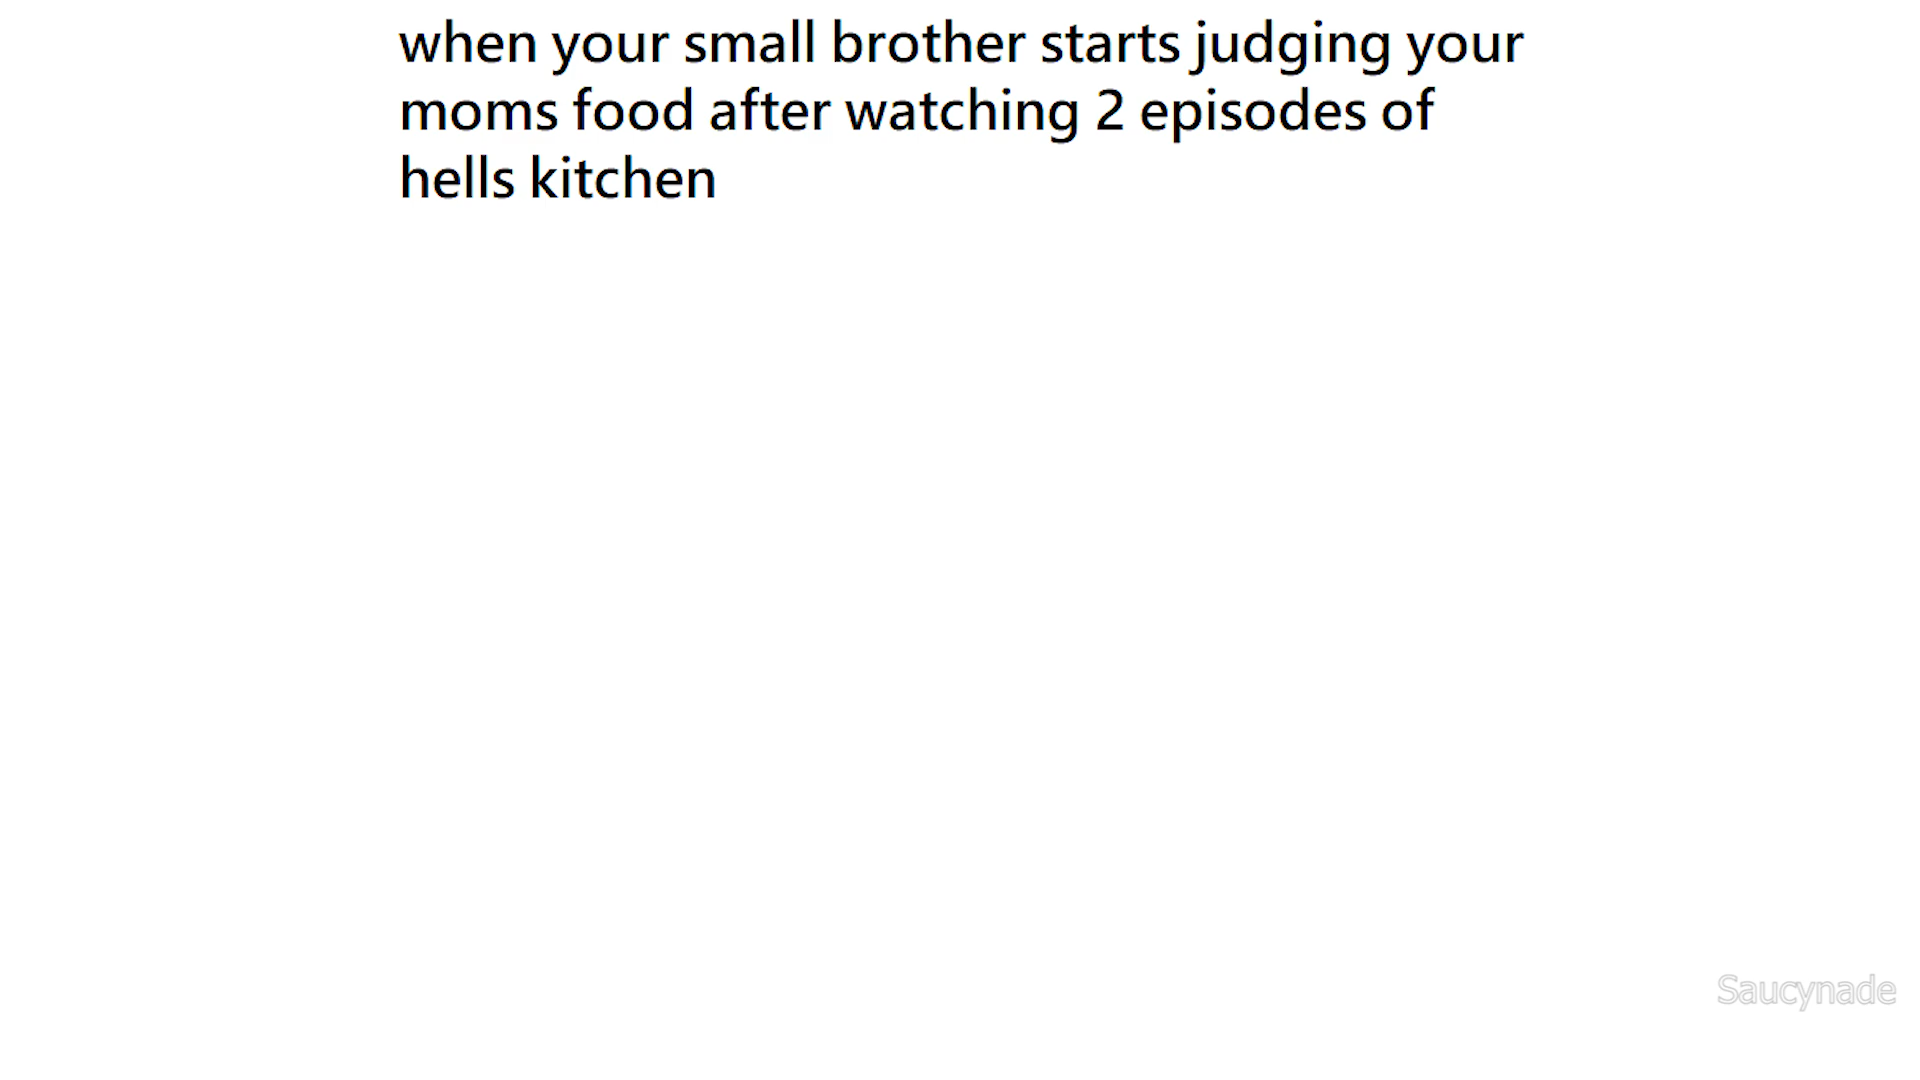 when your small brother starts judging your
moms food after watching 2 episodes of
hells kitchen
Saucynade